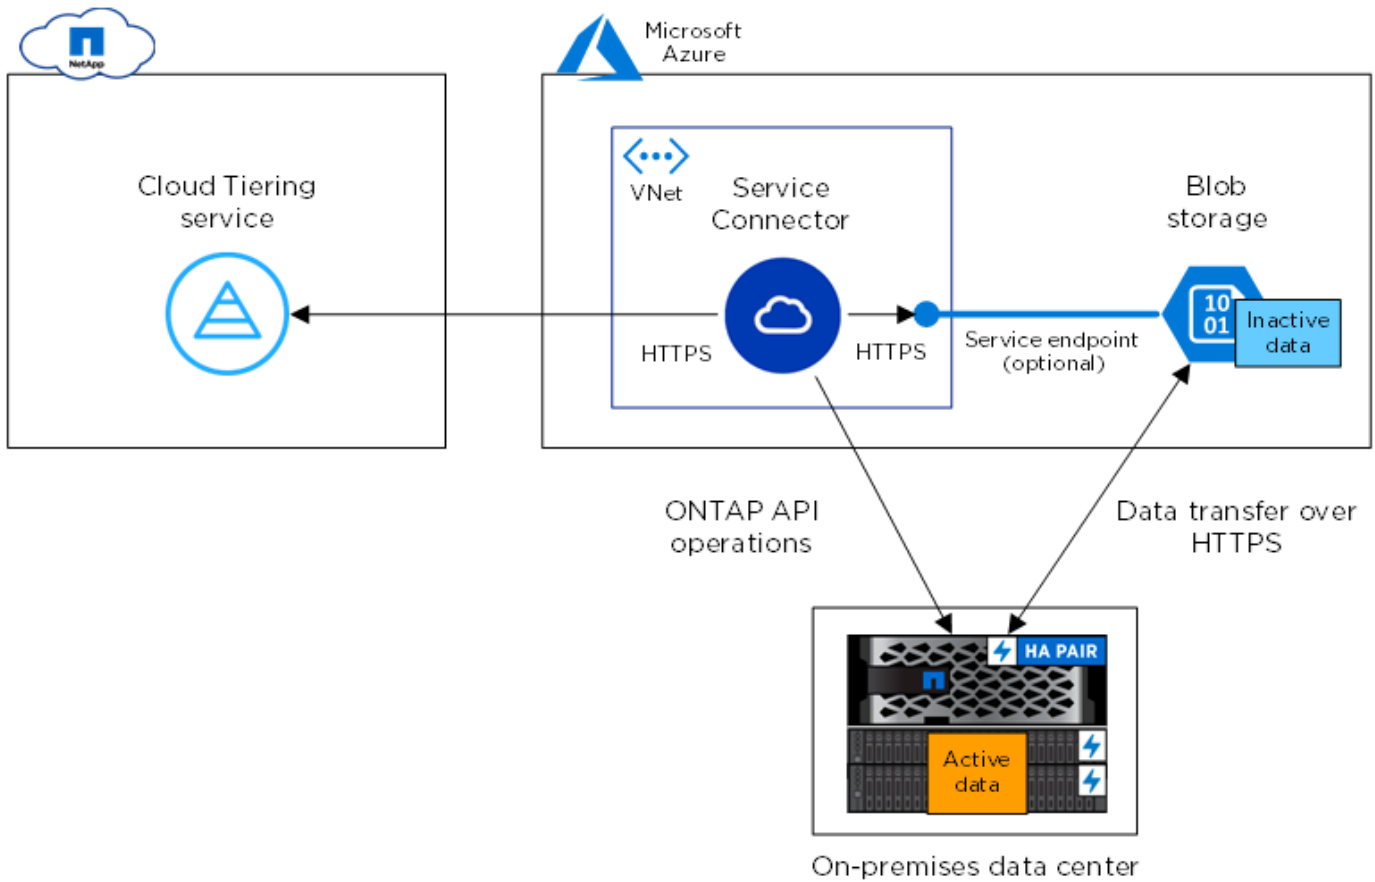 NetApp
Microsoft
Azure
Cloud Tiering
service
VNet
Service
Connector
Blob
storage
10
01
Inactive
data
HTTPS
HTTPS
Service endpoint
(optional)
ONTAP API
operations
Data transfer over
HTTPS
HA PAIR
Active
data
On-premises data center